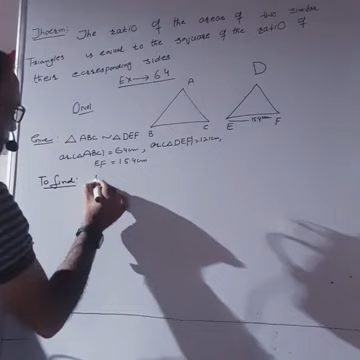 Theorem: The ratio of the areas of two similar
Triangles is equal to the square of the ratio of
their corresponding sides
Ex → 6.4
One)
A
B
C
D
E
15.4cm
F
Given: △ABC ~ △DEF
ar(△ABC) = 64cm, ar(△DEF) = 121cm,
EF = 15.4cm
To find: